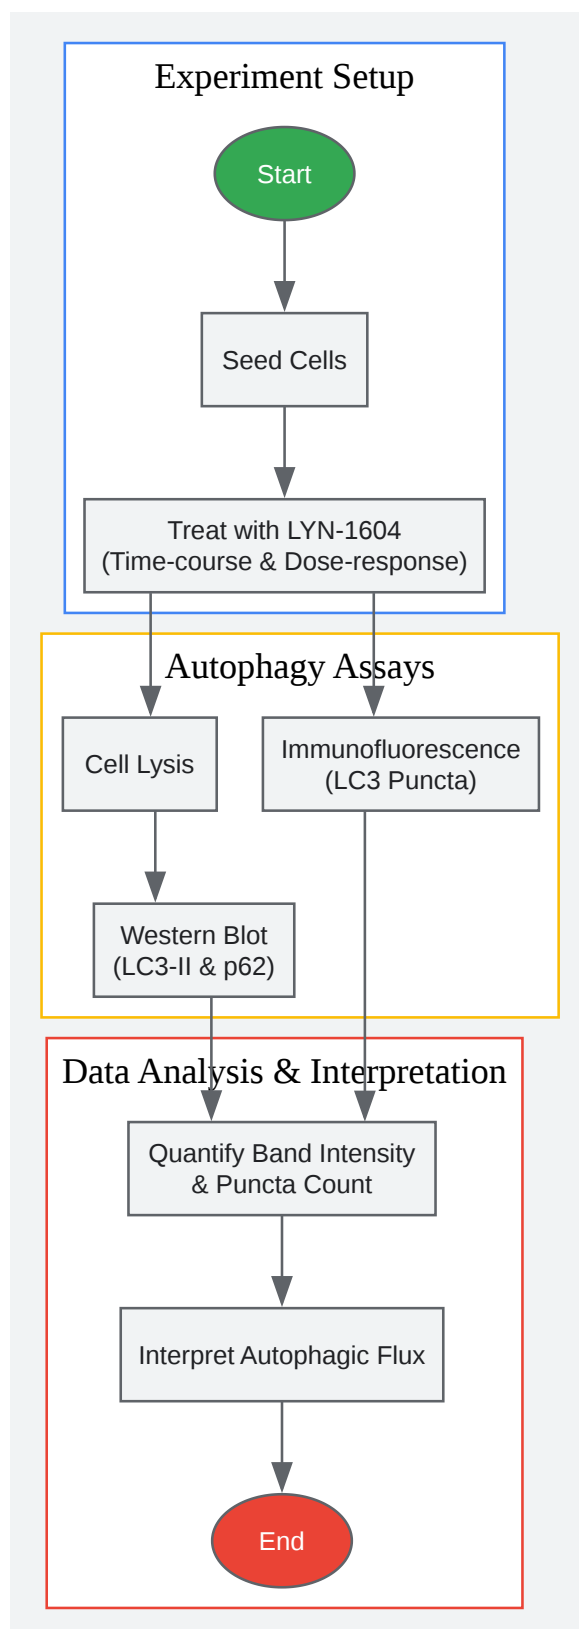 Experiment Setup
Start
Seed Cells
Treat with LYN-1604
(Time-course & Dose-response)
Autophagy Assays
Cell Lysis
Immunofluorescence
(LC3 Puncta)
Western Blot
(LC3-II & p62)
Data Analysis & Interpretation
Quantify Band Intensity
& Puncta Count
Interpret Autophagic Flux
End